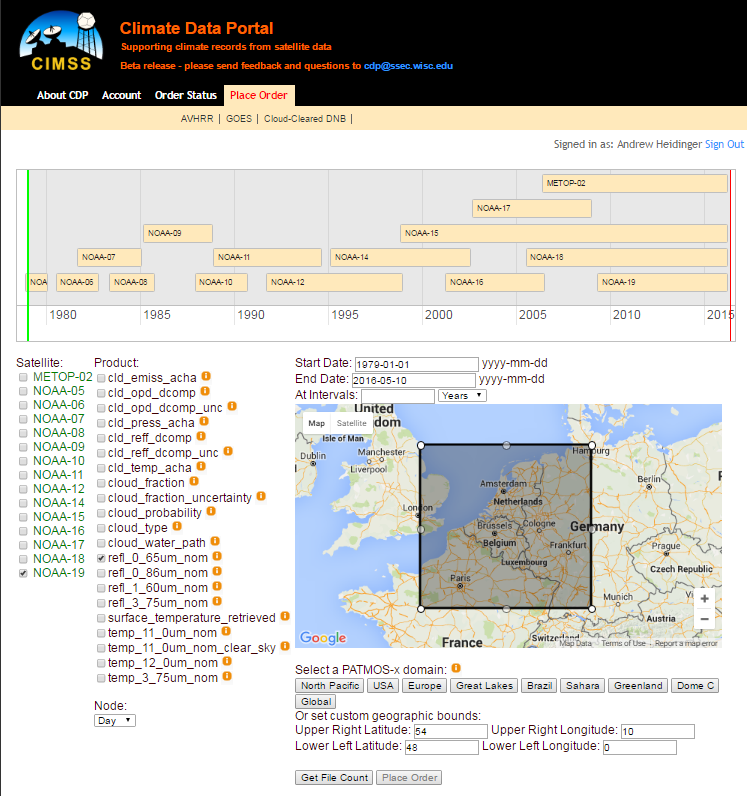 CIMSS
Climate Data Portal
Supporting climate records from satellite data
Beta release - please send feedback and questions to cdp@ssec.wisc.edu
About CDP Account Order Status Place Order
AVHRR | GOES | Cloud-Cleared DNB |
Signed in as: Andrew Heidinger Sign Out
METOP-02
NOAA-17
NOAA-09 NOAA-15
NOAA-07 NOAA-11 NOAA-14 NOAA-18
NOA NOAA-06 NOAA-08 NOAA-10 NOAA-12 NOAA-16 NOAA-19
1980 1985 1990 1995 2000 2005 2010 2015
Satellite:
METOP-02
NOAA-05
NOAA-06
NOAA-07
NOAA-08
NOAA-09
NOAA-10
NOAA-11
NOAA-12
NOAA-14
NOAA-15
NOAA-16
NOAA-17
NOAA-18
NOAA-19
Product:
cld_emiss_acha
cld_opd_dcomp
cld_opd_dcomp_unc
cld_press_acha
cld_reff_dcomp
cld_reff_dcomp_unc
cld_temp_acha
cloud_fraction
cloud_fraction_uncertainty
cloud_probability
cloud_type
cloud_water_path
refl_0_65um_nom
refl_0_86um_nom
refl_1_60um_nom
refl_3_75um_nom
surface_temperature_retrieved
temp_11_0um_nom
temp_11_0um_nom_clear_sky
temp_12_0um_nom
temp_3_75um_nom
Node:
Day
Start Date: 1979-01-01 yyyy-mm-dd
End Date: 2016-05-10 yyyy-mm-dd
At Intervals: Years
Map Satellite
United
dom
Isle of Man
Dublin
Manchester
Liverpool
London
Hamburg
Berlin
Amsterdam
Netherlands
Brussels
Belgium
Cologne
Germany
Luxembourg
Frankfurt
Prague
Czech Republic
Paris
Munich
Austria
France
Switzerland
Google
Map Data Terms of Use Report a map error
Select a PATMOS-x domain:
North Pacific USA Europe Great Lakes Brazil Sahara Greenland Dome C
Global
Or set custom geographic bounds:
Upper Right Latitude: 54 Upper Right Longitude: 10
Lower Left Latitude: 48 Lower Left Longitude: 0
Get File Count Place Order